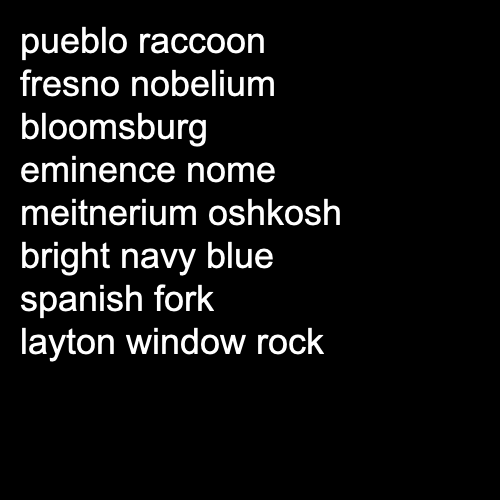 pueblo raccoon
fresno nobelium
bloomsburg
eminence nome
meitnerium oshkosh
bright navy blue
spanish fork
layton window rock